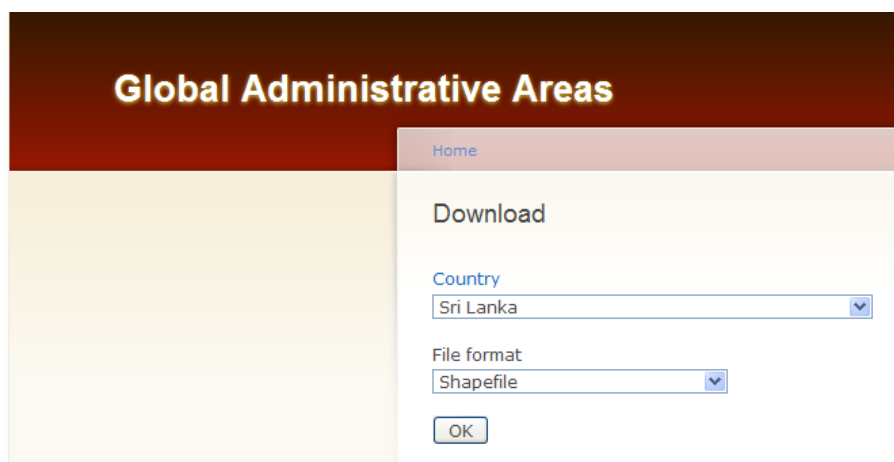 Global Administrative Areas
Home
Download
Country
Sri Lanka
File format
Shapefile
OK